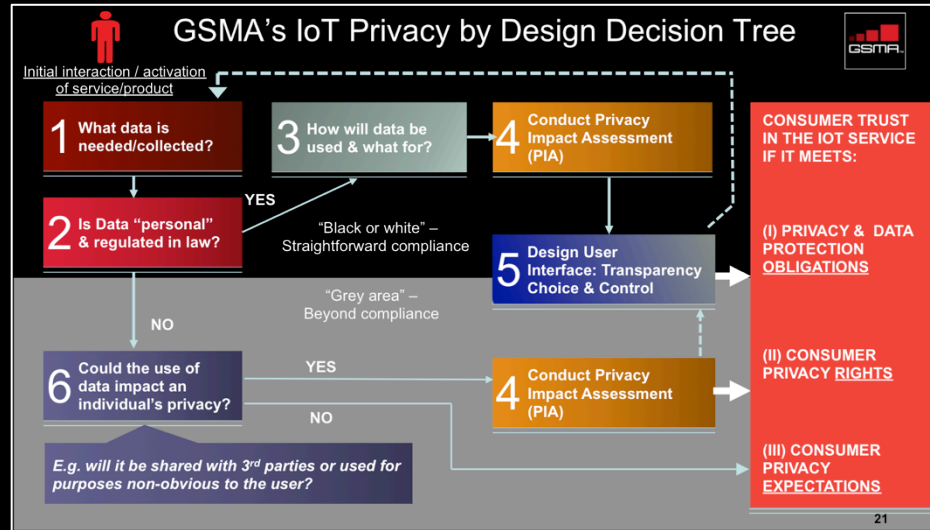 GSMA's IoT Privacy by Design Decision Tree
GSMA™
Initial interaction / activation
of service/product
1 What data is
needed/collected?
3 How will data be
used & what for?
4 Conduct Privacy
Impact Assessment
(PIA)
CONSUMER TRUST
IN THE IOT SERVICE
IF IT MEETS:
2 Is Data “personal”
& regulated in law?
YES
“Black or white” –
Straightforward compliance
5 Design User
Interface: Transparency
Choice & Control
(I) PRIVACY & DATA
PROTECTION
OBLIGATIONS
“Grey area” –
Beyond compliance
NO
6 Could the use of
data impact an
individual's privacy?
YES
NO
4 Conduct Privacy
Impact Assessment
(PIA)
(II) CONSUMER
PRIVACY RIGHTS
E.g. will it be shared with 3rd parties or used for
purposes non-obvious to the user?
(III) CONSUMER
PRIVACY
EXPECTATIONS
21